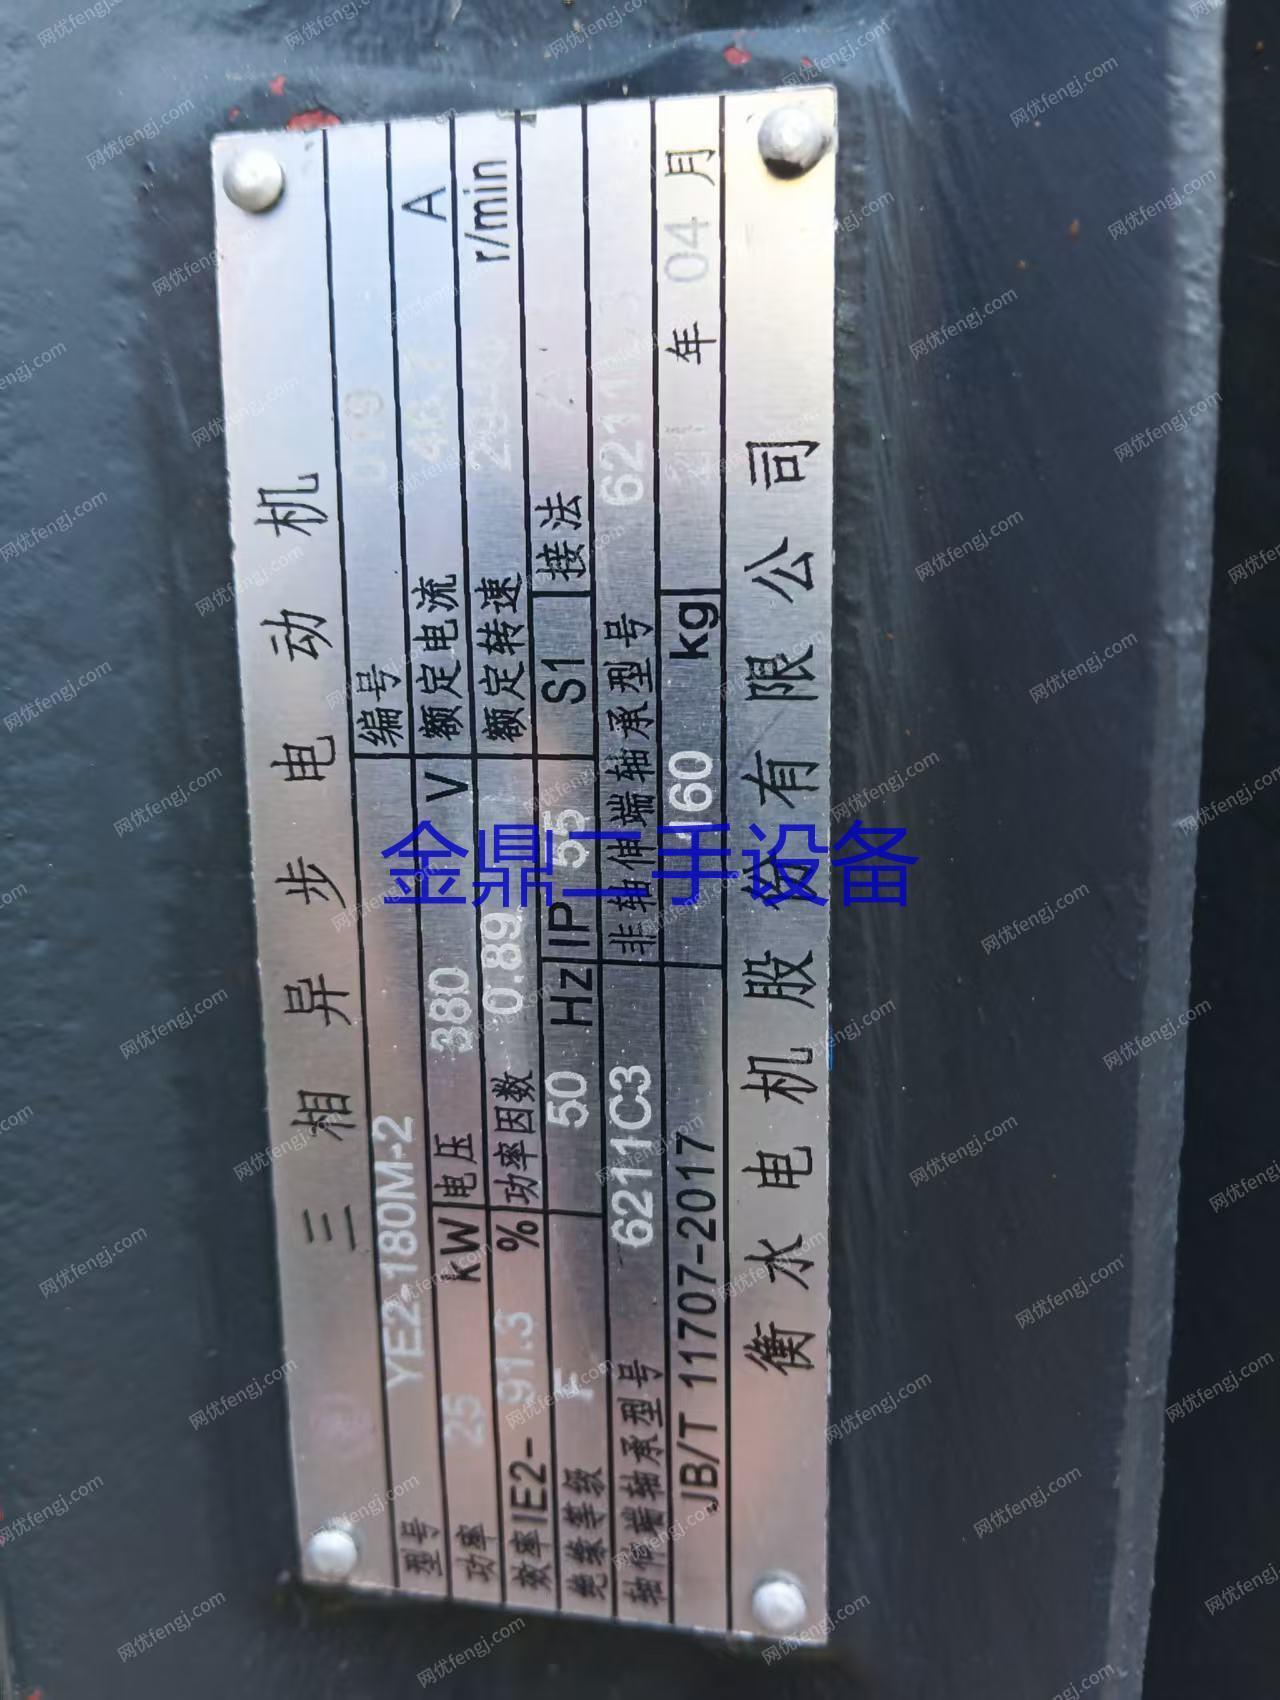 三相异步电动机
型号 YE2-180M-2 编号 019
功率 25 kW 电压 380 V 额定电流 A
效率IE2- 91.3 % 功率因数 0.89 额定转速 r/min
绝缘等级 F 50 Hz IP 55 S1 接法
轴伸端轴承型号 6211C3 非轴伸端轴承型号 6211
JB/T 11707-2017 160 kg 年 04 月
衡水电机股份有限公司
金鼎二手设备
网优fengj.com